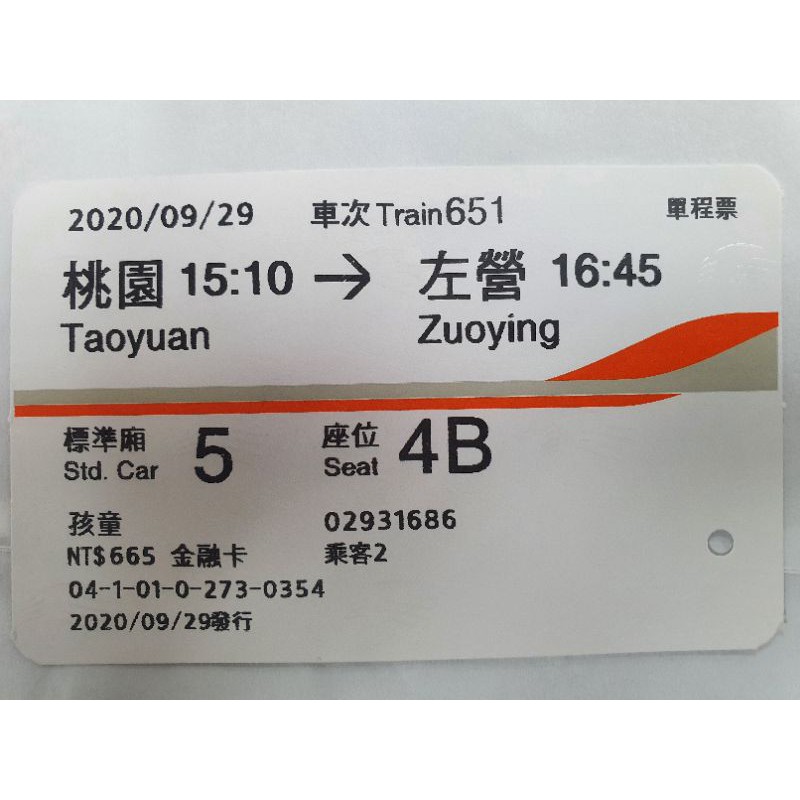 2020/09/29 車次 Train 651 單程票
桃園 15:10 → 左營 16:45
Taoyuan Zuoying
標準廂 5 座位 4B
Std. Car Seat
孩童 02931686
NT$665 金融卡 乘客2
04-1-01-0-273-0354
2020/09/29發行